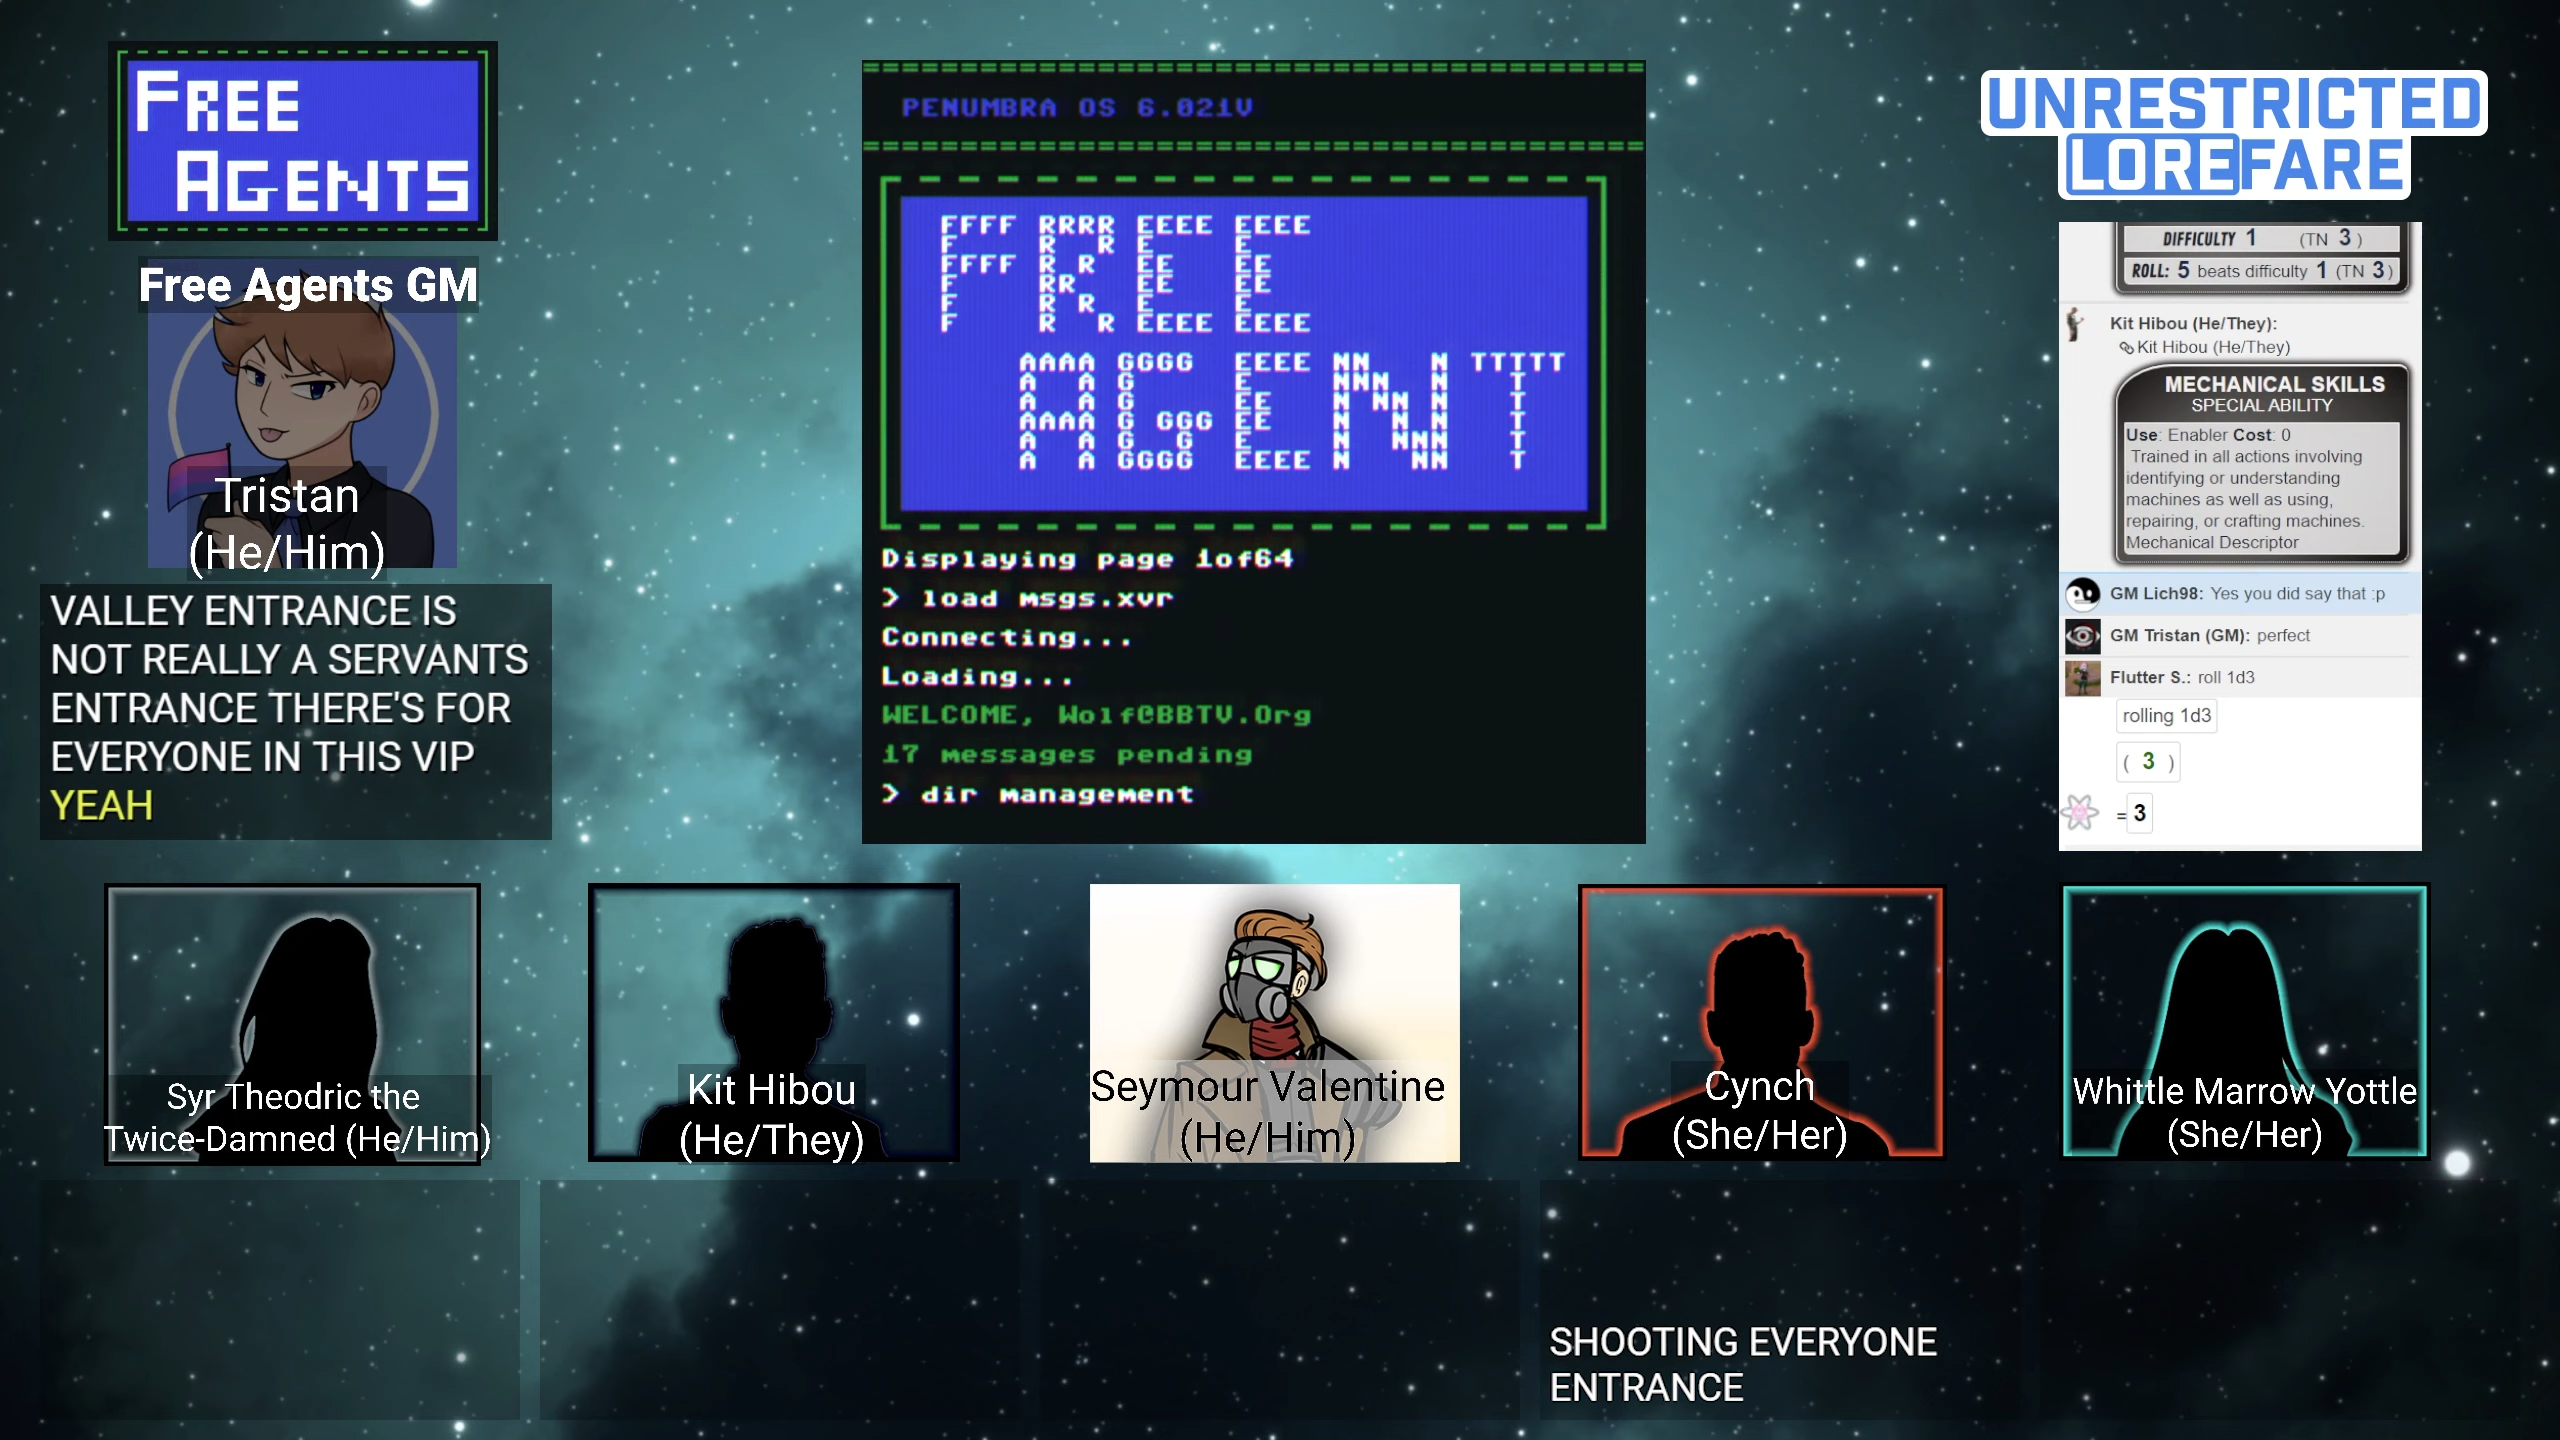 FREE
AGENTS
Free Agents GM
Tristan
(He/Him)
VALLEY ENTRANCE IS
NOT REALLY A SERVANTS
ENTRANCE THERE'S FOR
EVERYONE IN THIS VIP
YEAH
PENUMBRA OS 6.021V
FREE
AGENT
Displaying page 1of64
> load msgs.xvr
Connecting...
Loading...
WELCOME, Wolf@BBTV.Org
17 messages pending
> dir management
UNRESTRICTED
LOREFARE
DIFFICULTY 1 (TN 3)
ROLL: 5 beats difficulty 1 (TN 3)
Kit Hibou (He/They):
Kit Hibou (He/They)
MECHANICAL SKILLS
SPECIAL ABILITY
Use: Enabler Cost: 0
Trained in all actions involving
identifying or understanding
machines as well as using,
repairing, or crafting machines.
Mechanical Descriptor
GM Lich98: Yes you did say that :p
GM Tristan (GM): perfect
Flutter S.: roll 1d3
rolling 1d3
( 3 )
=3
Syr Theodric the
Twice-Damned (He/Him)
Kit Hibou
(He/They)
Seymour Valentine
(He/Him)
Cynch
(She/Her)
Whittle Marrow Yottle
(She/Her)
SHOOTING EVERYONE
ENTRANCE